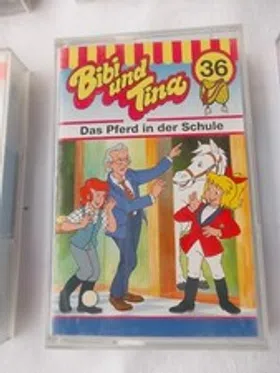 Bibi und Tina
36
Das Pferd in der Schule